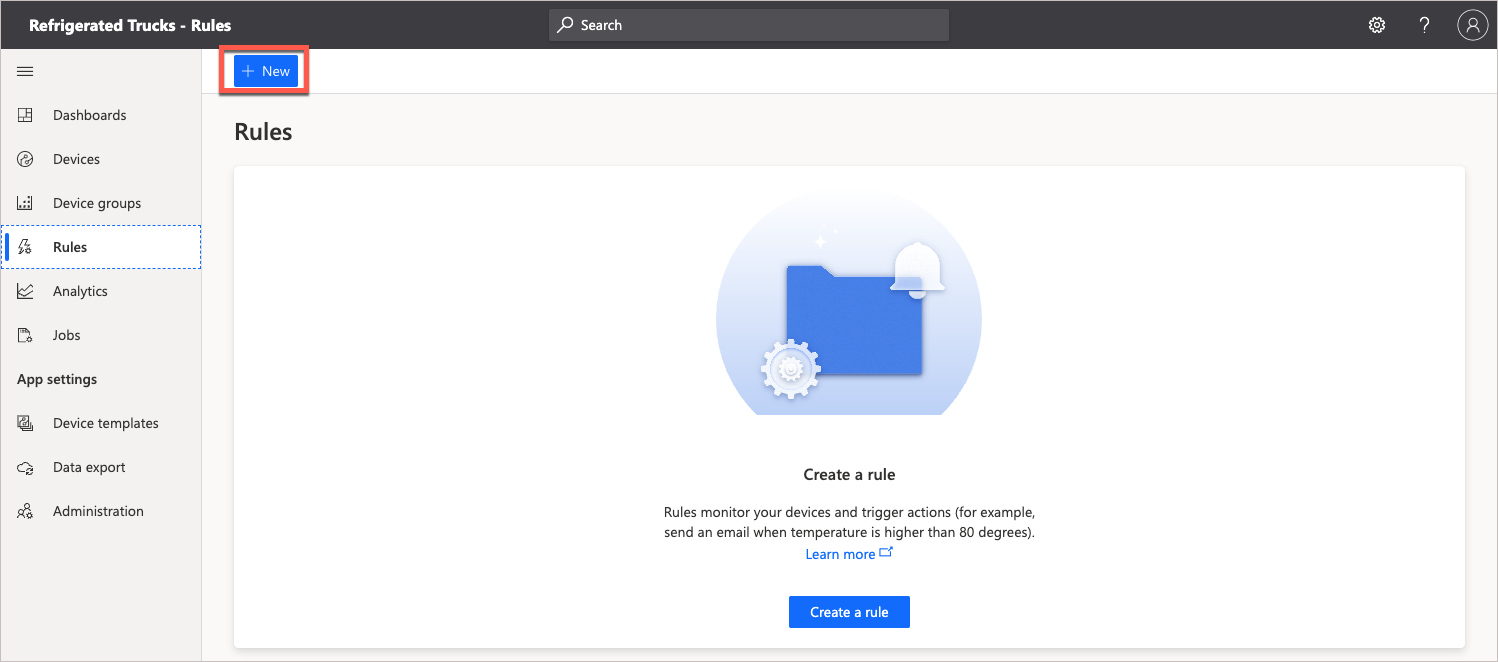 Refrigerated Trucks - Rules
Search
?
+ New
Dashboards
Devices
Device groups
Rules
Analytics
Jobs
App settings
Device templates
Data export
Administration
Rules
Create a rule
Rules monitor your devices and trigger actions (for example,
send an email when temperature is higher than 80 degrees).
Learn more
Create a rule